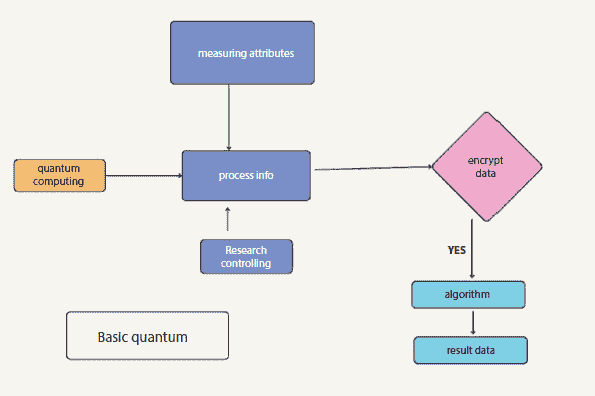 measuring attributes
quantum
computing
process info
encrypt
data
Research
controlling
YES
algorithm
Basic quantum
result data